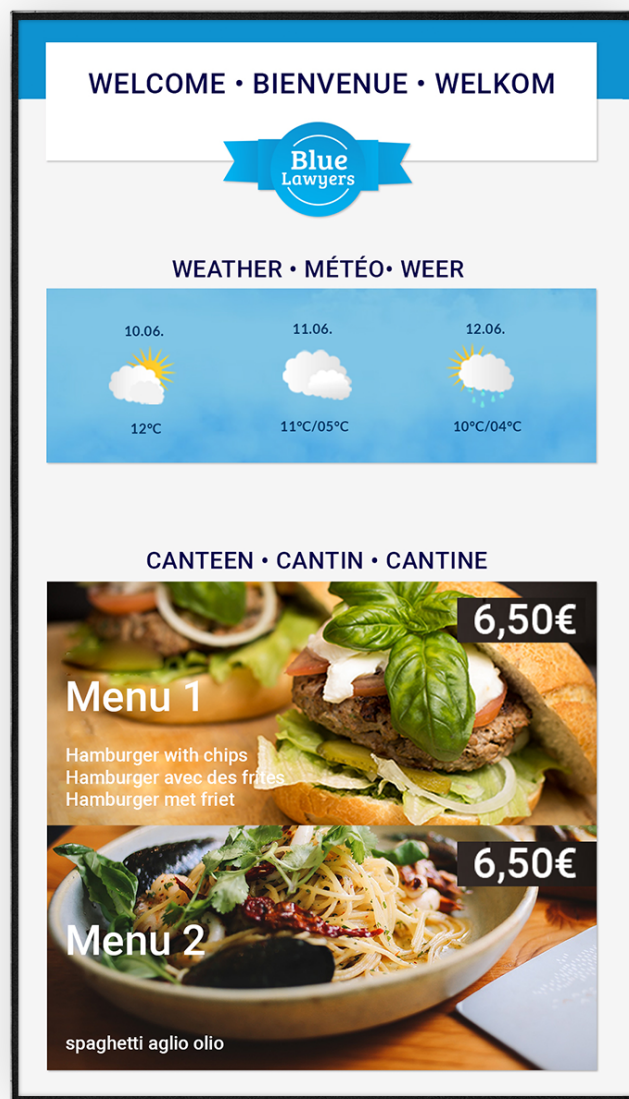 WELCOME • BIENVENUE • WELKOM
Blue
Lawyers
WEATHER • MÉTÉO• WEER
10.06.
11.06.
12.06.
12°C
11°C/05°C
10°C/04°C
CANTEEN • CANTIN • CANTINE
6,50€
Menu 1
Hamburger with chips
Hamburger avec des frites
Hamburger met friet
6,50€
Menu 2
spaghetti aglio olio